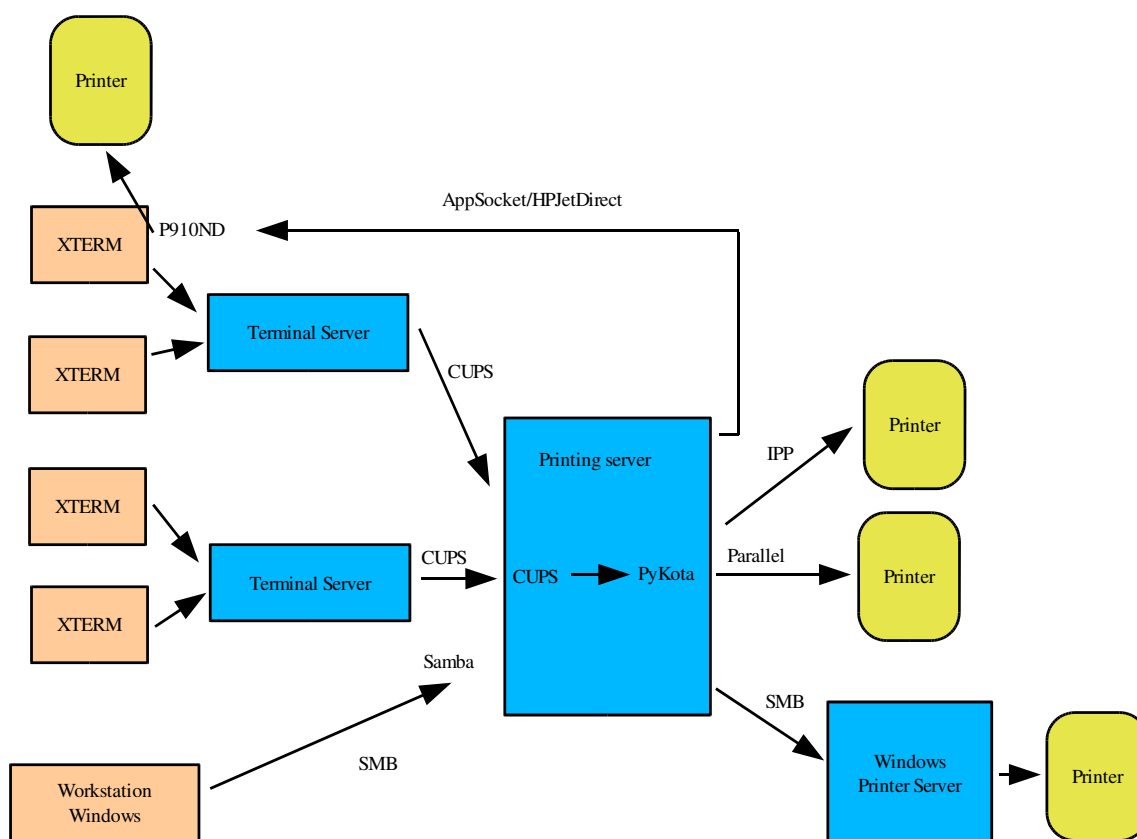 Printer
AppSocket/HPJetDirect
P910ND
XTERM
Terminal Server
XTERM
CUPS
Printer
IPP
Printing server
XTERM
Parallel
CUPS
Terminal Server
CUPS
PyKota
Printer
XTERM
Samba
SMB
SMB
Windows
Printer Server
Printer
Workstation
Windows